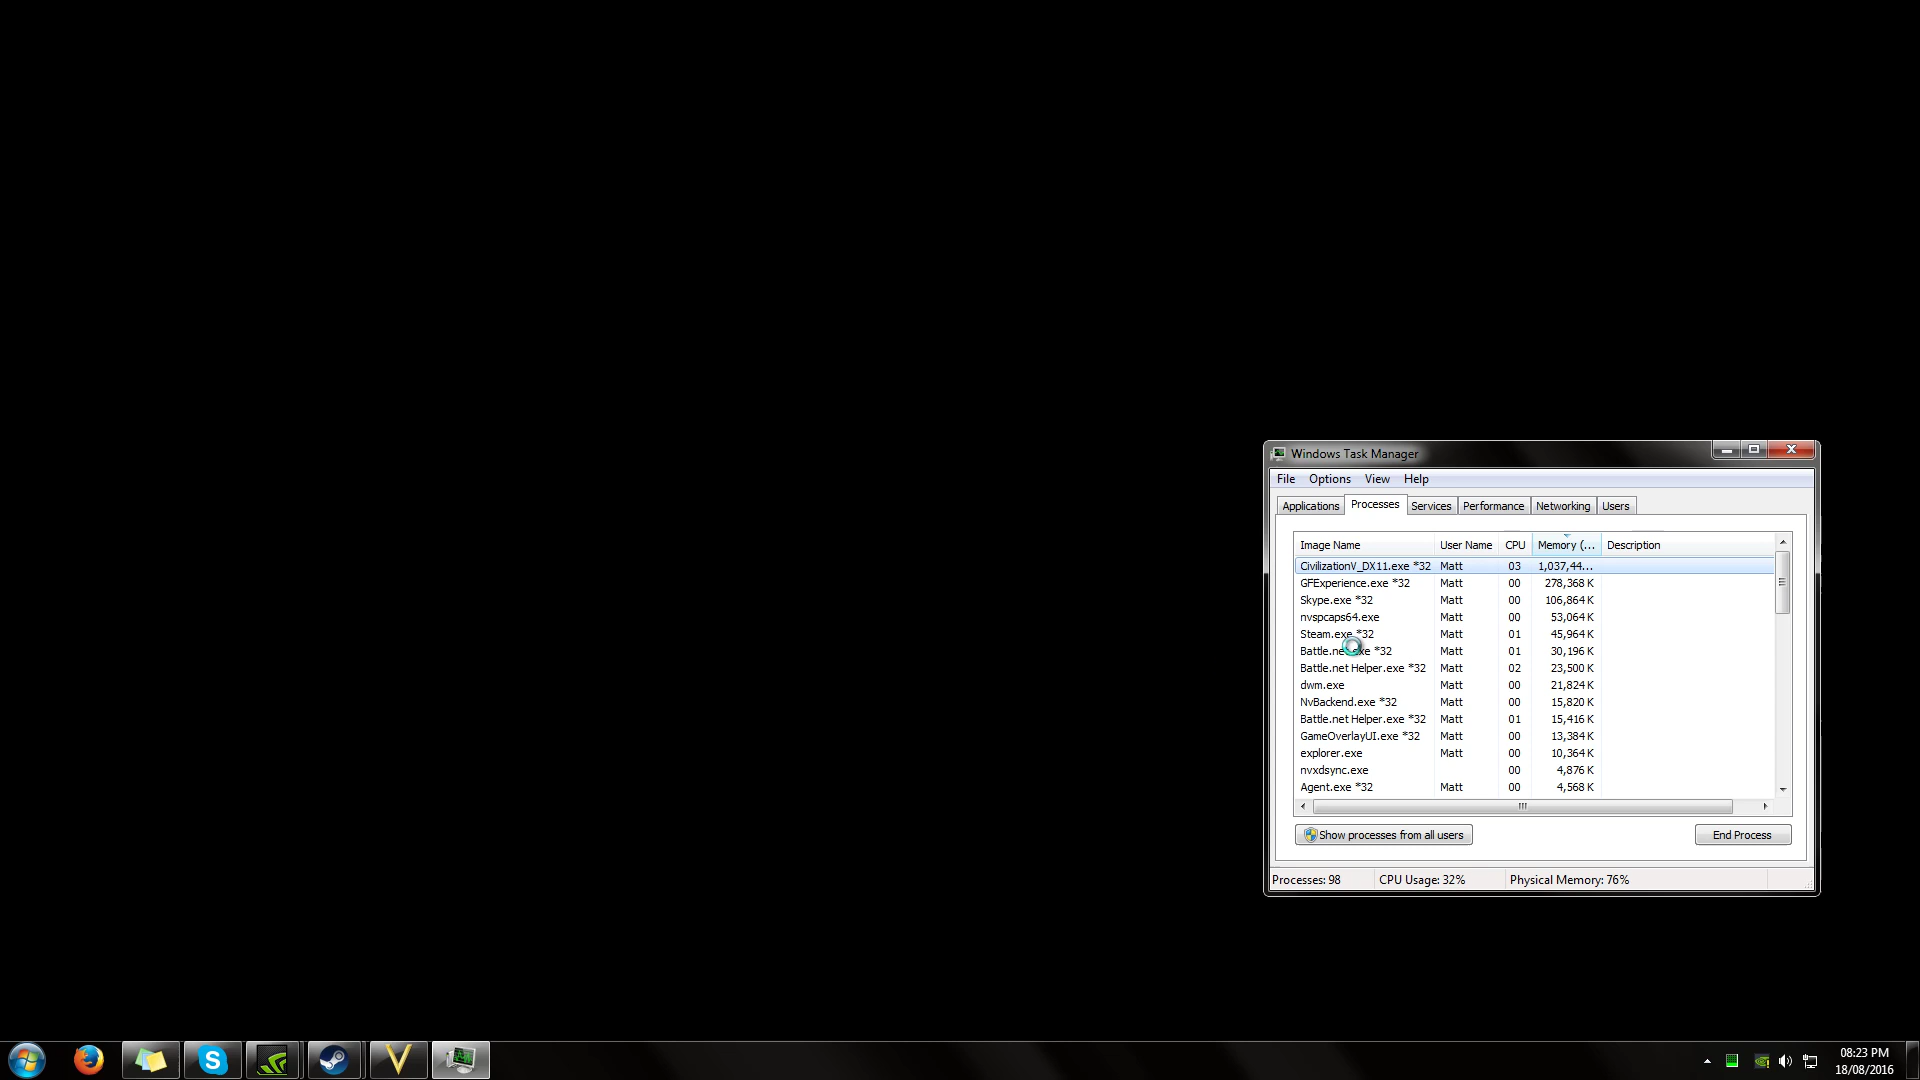 Windows Task Manager
File Options View Help
Applications Processes Services Performance Networking Users
Image Name User Name CPU Memory (... Description
CivilizationV_DX11.exe *32 Matt 03 1,037,44...
GFExperience.exe *32 Matt 00 278,368 K
Skype.exe *32 Matt 00 106,864 K
nvspcaps64.exe Matt 00 53,064 K
Steam.exe *32 Matt 01 45,964 K
Battle.net.exe *32 Matt 01 30,196 K
Battle.net Helper.exe *32 Matt 02 23,500 K
dwm.exe Matt 00 21,824 K
NvBackend.exe *32 Matt 00 15,820 K
Battle.net Helper.exe *32 Matt 01 15,416 K
GameOverlayUI.exe *32 Matt 00 13,384 K
explorer.exe Matt 00 10,364 K
nvxdsync.exe 00 4,876 K
Agent.exe *32 Matt 00 4,568 K
Show processes from all users End Process
Processes: 98 CPU Usage: 32% Physical Memory: 76%
08:23 PM
18/08/2016